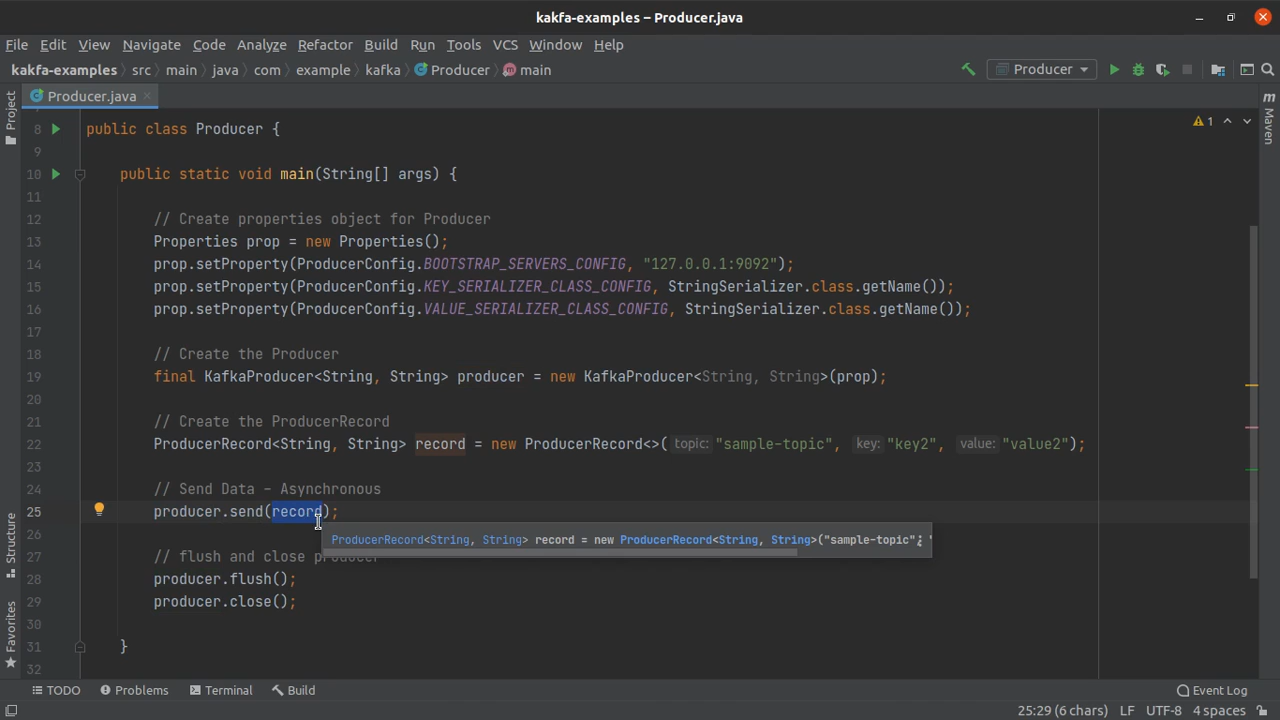 kakfa-examples – Producer.java
File Edit View Navigate Code Analyze Refactor Build Run Tools VCS Window Help
kakfa-examples src main java com example kafka Producer main Producer
Producer.java
Project
Maven
Structure
Favorites
1
8 public class Producer {
9
10 public static void main(String[] args) {
11
12 // Create properties object for Producer
13 Properties prop = new Properties();
14 prop.setProperty(ProducerConfig.BOOTSTRAP_SERVERS_CONFIG, "127.0.0.1:9092");
15 prop.setProperty(ProducerConfig.KEY_SERIALIZER_CLASS_CONFIG, StringSerializer.class.getName());
16 prop.setProperty(ProducerConfig.VALUE_SERIALIZER_CLASS_CONFIG, StringSerializer.class.getName());
17
18 // Create the Producer
19 final KafkaProducer<String, String> producer = new KafkaProducer<String, String>(prop);
20
21 // Create the ProducerRecord
22 ProducerRecord<String, String> record = new ProducerRecord<>( topic: "sample-topic", key: "key2", value: "value2");
23
24 // Send Data – Asynchronous
25 producer.send(record);
26
ProducerRecord<String, String> record = new ProducerRecord<String, String>("sample-topic", "
27 // flush and close producer
28 producer.flush();
29 producer.close();
30
31 }
32
TODO Problems Terminal Build Event Log
25:29 (6 chars) LF UTF-8 4 spaces